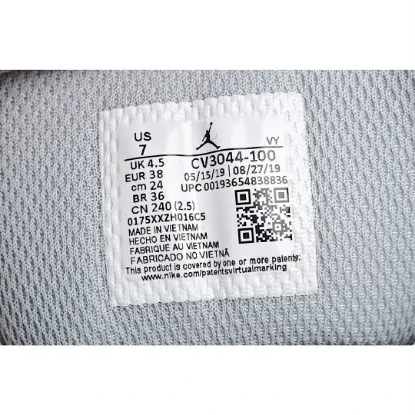 US
7 VY
UK 4.5 CV3044-100
EUR 38 05/15/19 | 08/27/19
cm 24 UPC 00193654838836
BR 36
CN 240 (2.5)
0175XXZH016C5
MADE IN VIETNAM
HECHO EN VIETNAM
FABRIQUE AU VIETNAM
FABRICADO NO VIETNÃ
This product is covered by one or more patents:
www.nike.com/patentsvirtualmarking